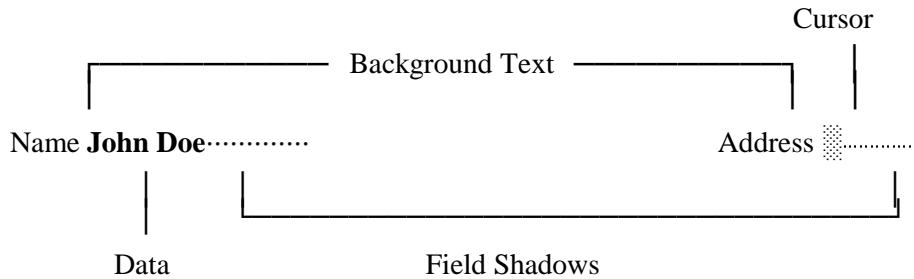 Cursor
Background Text
Name John Doe············· Address ░.............
Data Field Shadows